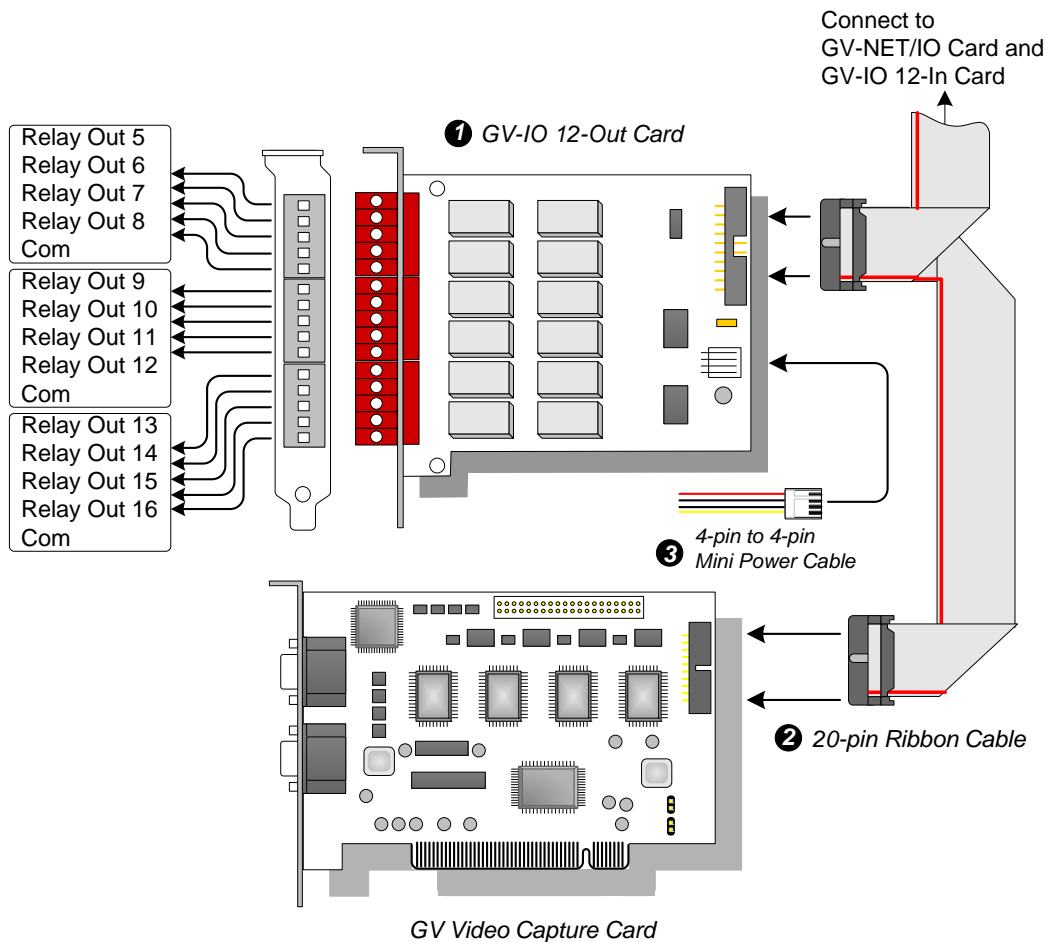 Connect to
GV-NET/IO Card and
GV-IO 12-In Card
1 GV-IO 12-Out Card
Relay Out 5
Relay Out 6
Relay Out 7
Relay Out 8
Com
Relay Out 9
Relay Out 10
Relay Out 11
Relay Out 12
Com
Relay Out 13
Relay Out 14
Relay Out 15
Relay Out 16
Com
3 4-pin to 4-pin
Mini Power Cable
2 20-pin Ribbon Cable
GV Video Capture Card